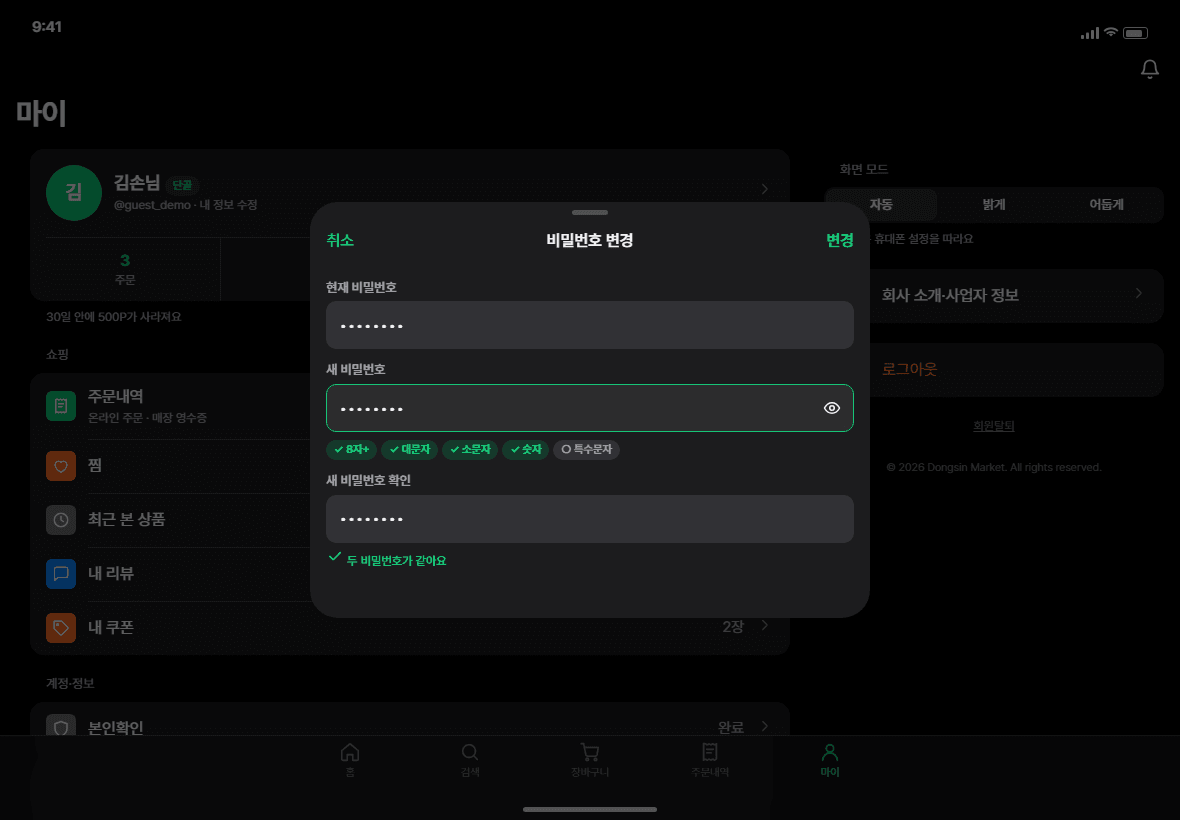 9:41
마이
김
김손님 단골
@guest_demo · 내 정보 수정
3
주문
30일 안에 500P가 사라져요
쇼핑
주문내역
온라인 주문 · 매장 영수증
찜
최근 본 상품
내 리뷰
내 쿠폰
2장
계정·정보
본인확인
완료
취소
비밀번호 변경
변경
현재 비밀번호
••••••••
새 비밀번호
••••••••
8자+ 대문자 소문자 숫자 특수문자
새 비밀번호 확인
••••••••
두 비밀번호가 같아요
화면 모드
자동 밝게 어둡게
휴대폰 설정을 따라요
회사 소개·사업자 정보
로그아웃
회원탈퇴
© 2026 Dongsin Market. All rights reserved.
홈 검색 장바구니 주문내역 마이